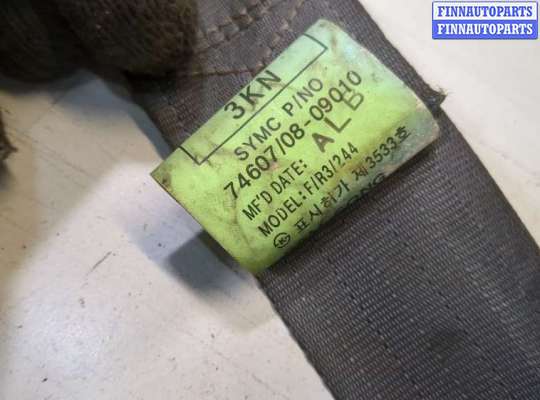 FINNAUTOPARTS
FINNAUTOPARTS
3KN
SYMC P/NO
74607/08-09010
MF'D DATE: ALB
MODEL: F/R3/244
표시허가 제3533호